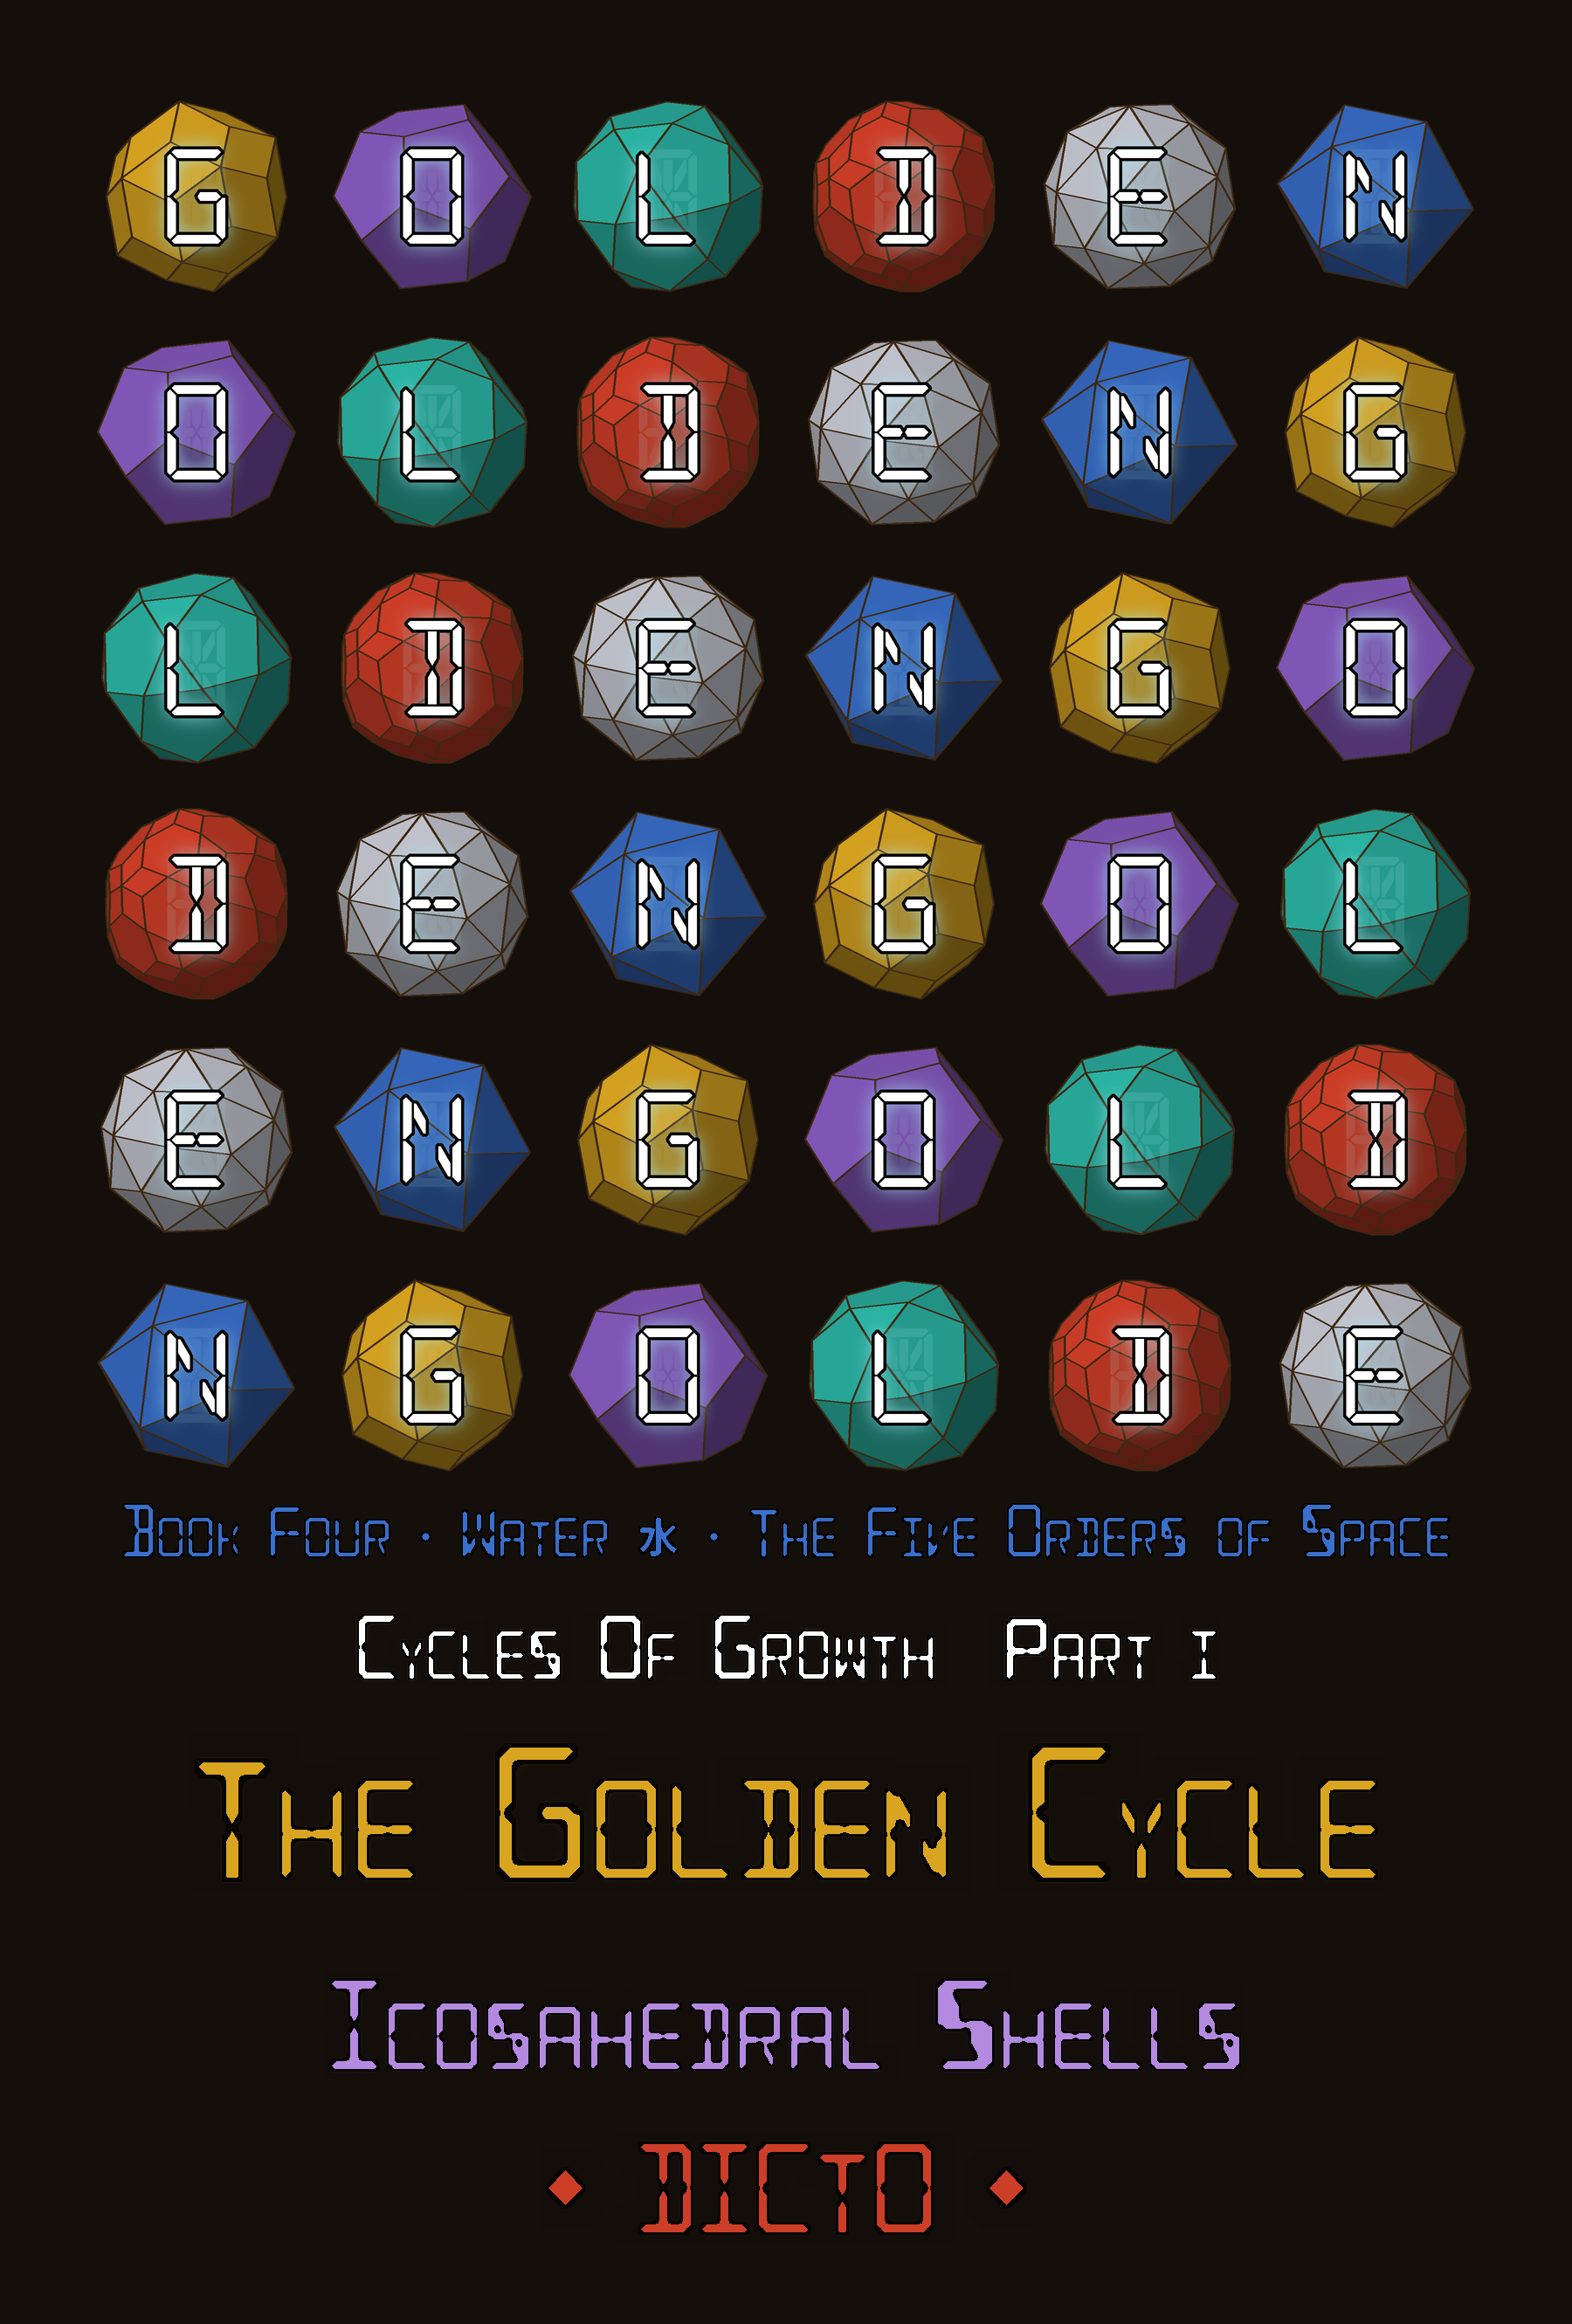 G O L D E N
O L D E N G
L D E N G O
D E N G O L
E N G O L D
N G O L D E
Book Four · Water 水 · The Five Orders of Space
Cycles Of Growth Part I
The Golden Cycle
Icosahedral Shells
◆ DICTO ◆